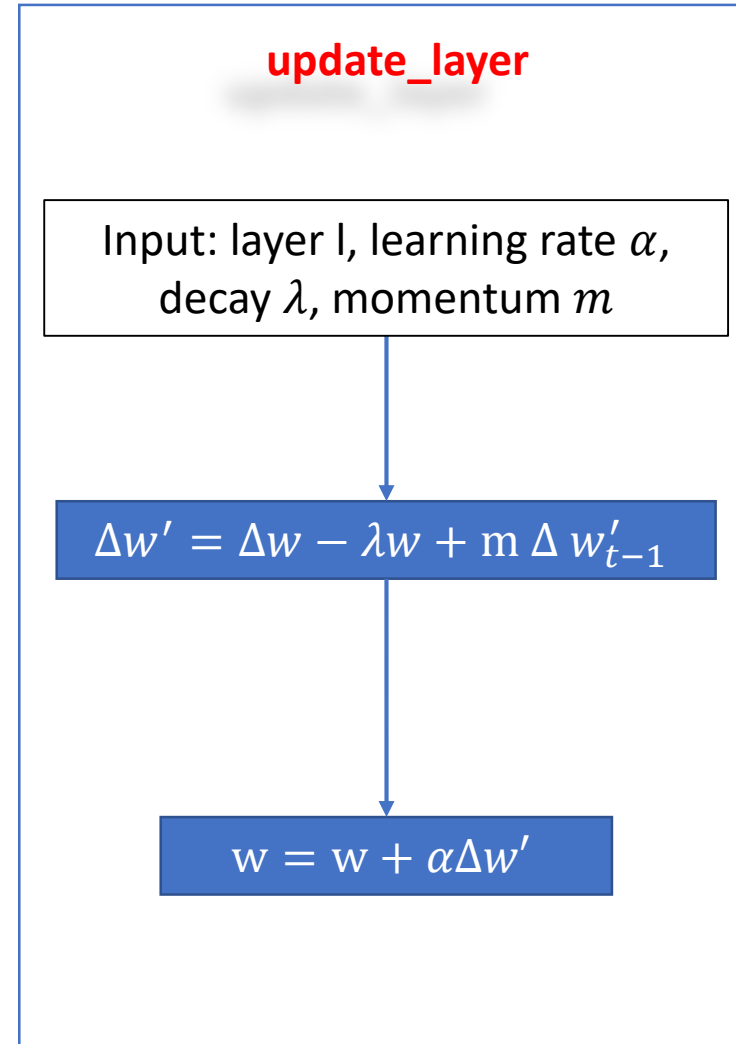 update_layer
Input: layer l, learning rate 𝛼,
decay 𝜆, momentum 𝑚
Δ𝑤′ = Δ𝑤 − 𝜆𝑤 + m Δ 𝑤′ₜ₋₁
w = w + 𝛼Δ𝑤′